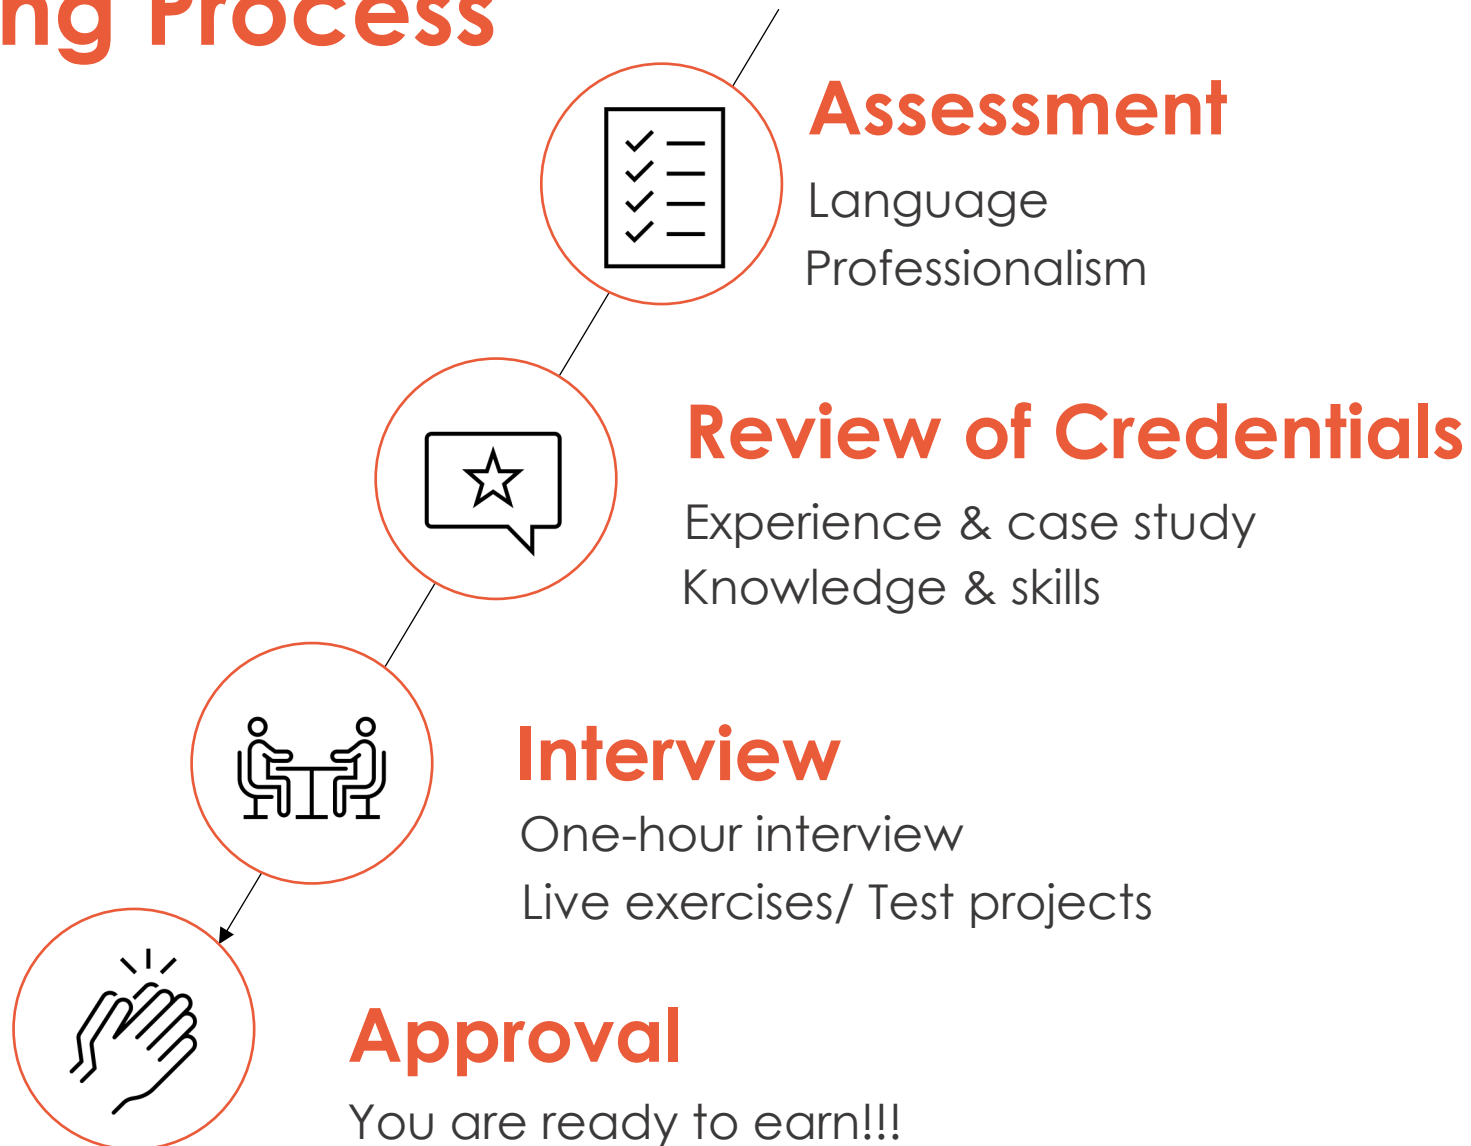 ng Process
Assessment
Language
Professionalism
Review of Credentials
Experience & case study
Knowledge & skills
Interview
One-hour interview
Live exercises/ Test projects
Approval
You are ready to earn!!!